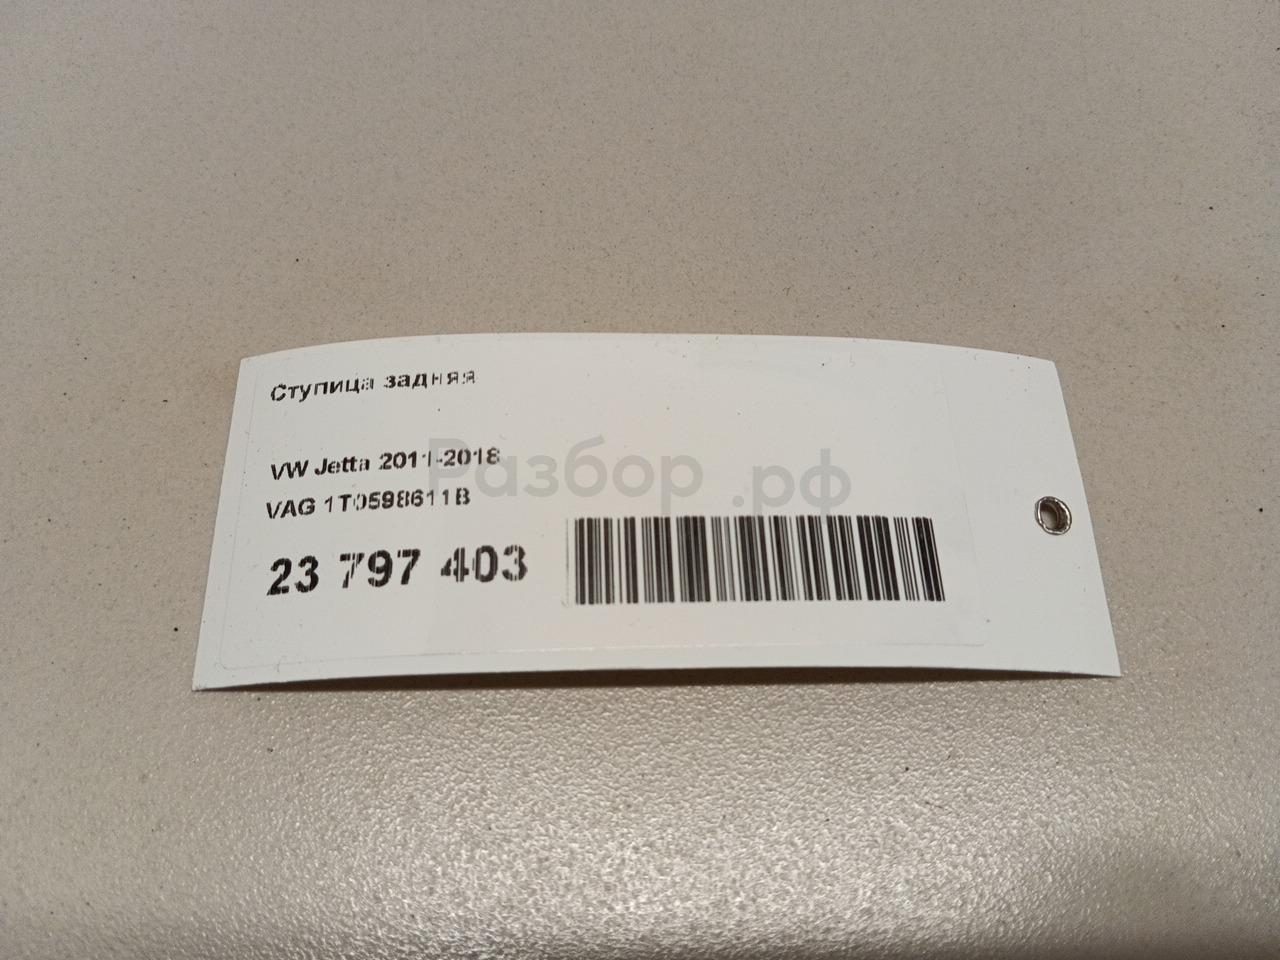 Ступица задняя
VW Jetta 2011-2018
Разбор.рф
VAG 1T0598611B
23 797 403